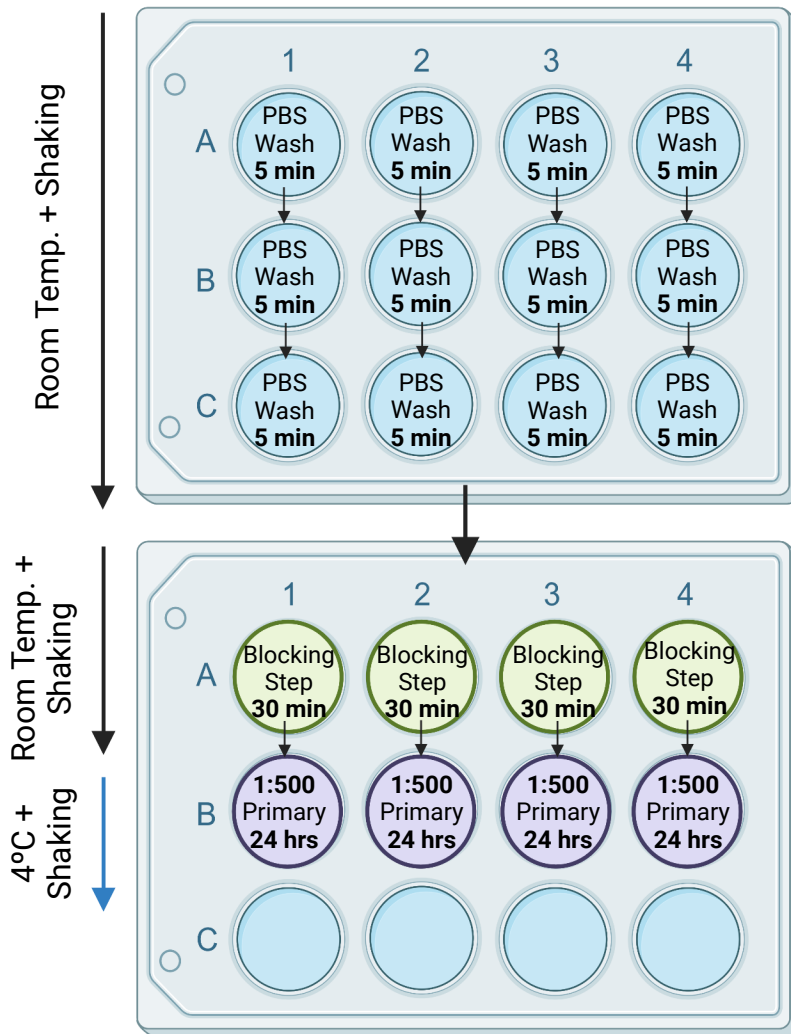 Room Temp. + Shaking
1 2 3 4
A
PBS Wash 5 min
PBS Wash 5 min
PBS Wash 5 min
PBS Wash 5 min
B
PBS Wash 5 min
PBS Wash 5 min
PBS Wash 5 min
PBS Wash 5 min
C
PBS Wash 5 min
PBS Wash 5 min
PBS Wash 5 min
PBS Wash 5 min
Room Temp. +
Shaking
1 2 3 4
A
Blocking Step 30 min
Blocking Step 30 min
Blocking Step 30 min
Blocking Step 30 min
4ºC +
Shaking
B
1:500 Primary 24 hrs
1:500 Primary 24 hrs
1:500 Primary 24 hrs
1:500 Primary 24 hrs
C